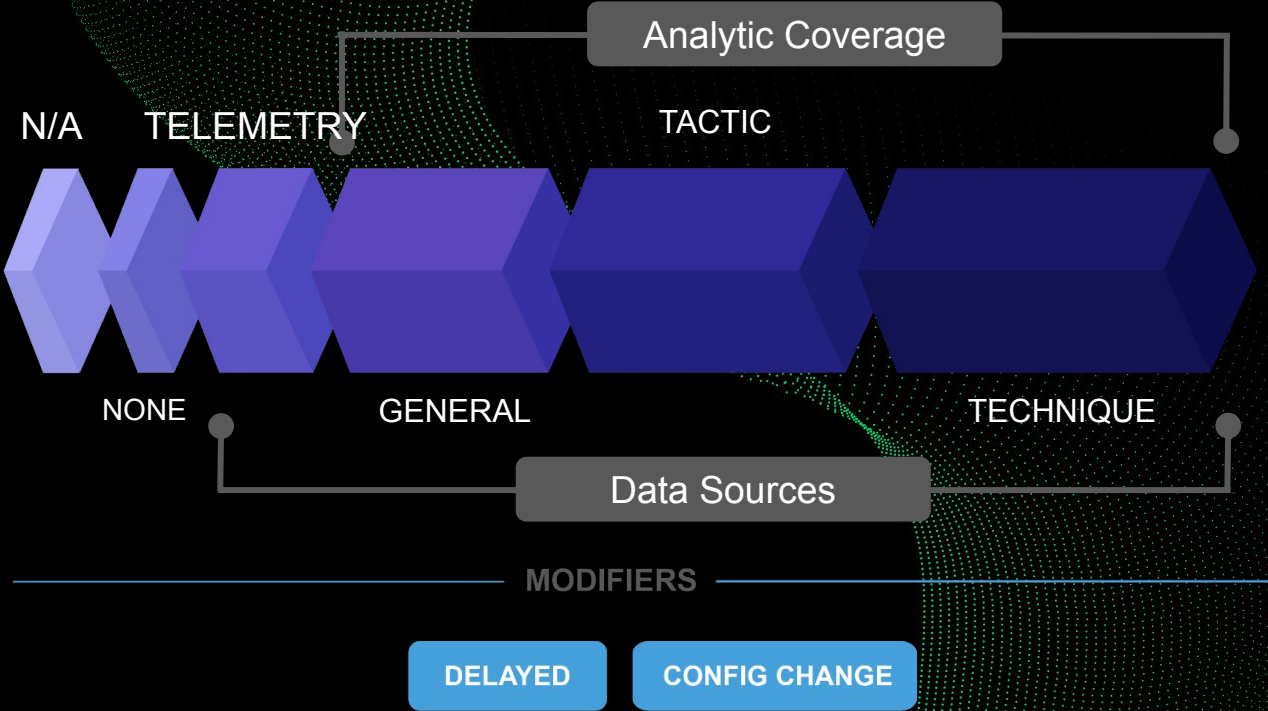 Analytic Coverage
N/A
TELEMETRY
TACTIC
NONE
GENERAL
TECHNIQUE
Data Sources
MODIFIERS
DELAYED
CONFIG CHANGE